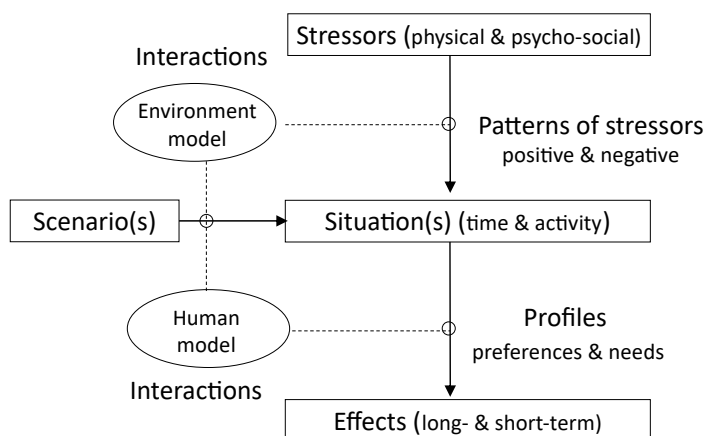 Stressors (physical & psycho-social)
Interactions
Environment
model
Patterns of stressors
positive & negative
Scenario(s)
Situation(s) (time & activity)
Human
model
Profiles
preferences & needs
Interactions
Effects (long- & short-term)